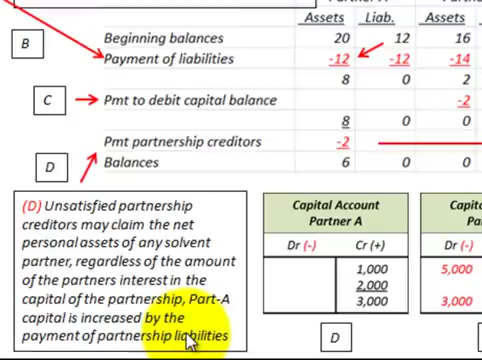 Assets Liab. Assets
B
Beginning balances 20 12 16
Payment of liabilities -12 -12 -14
8 0 2
C Pmt to debit capital balance -2
8 0 0
Pmt partnership creditors -2
D
Balances 6 0 0
(D) Unsatisfied partnership
creditors may claim the net
personal assets of any solvent
partner, regardless of the amount
of the partners interest in the
capital of the partnership, Part-A
capital is increased by the
payment of partnership liabilities
Capital Account
Partner A
Dr (-) Cr (+) Dr (-)
1,000 5,000
2,000
3,000 3,000
D